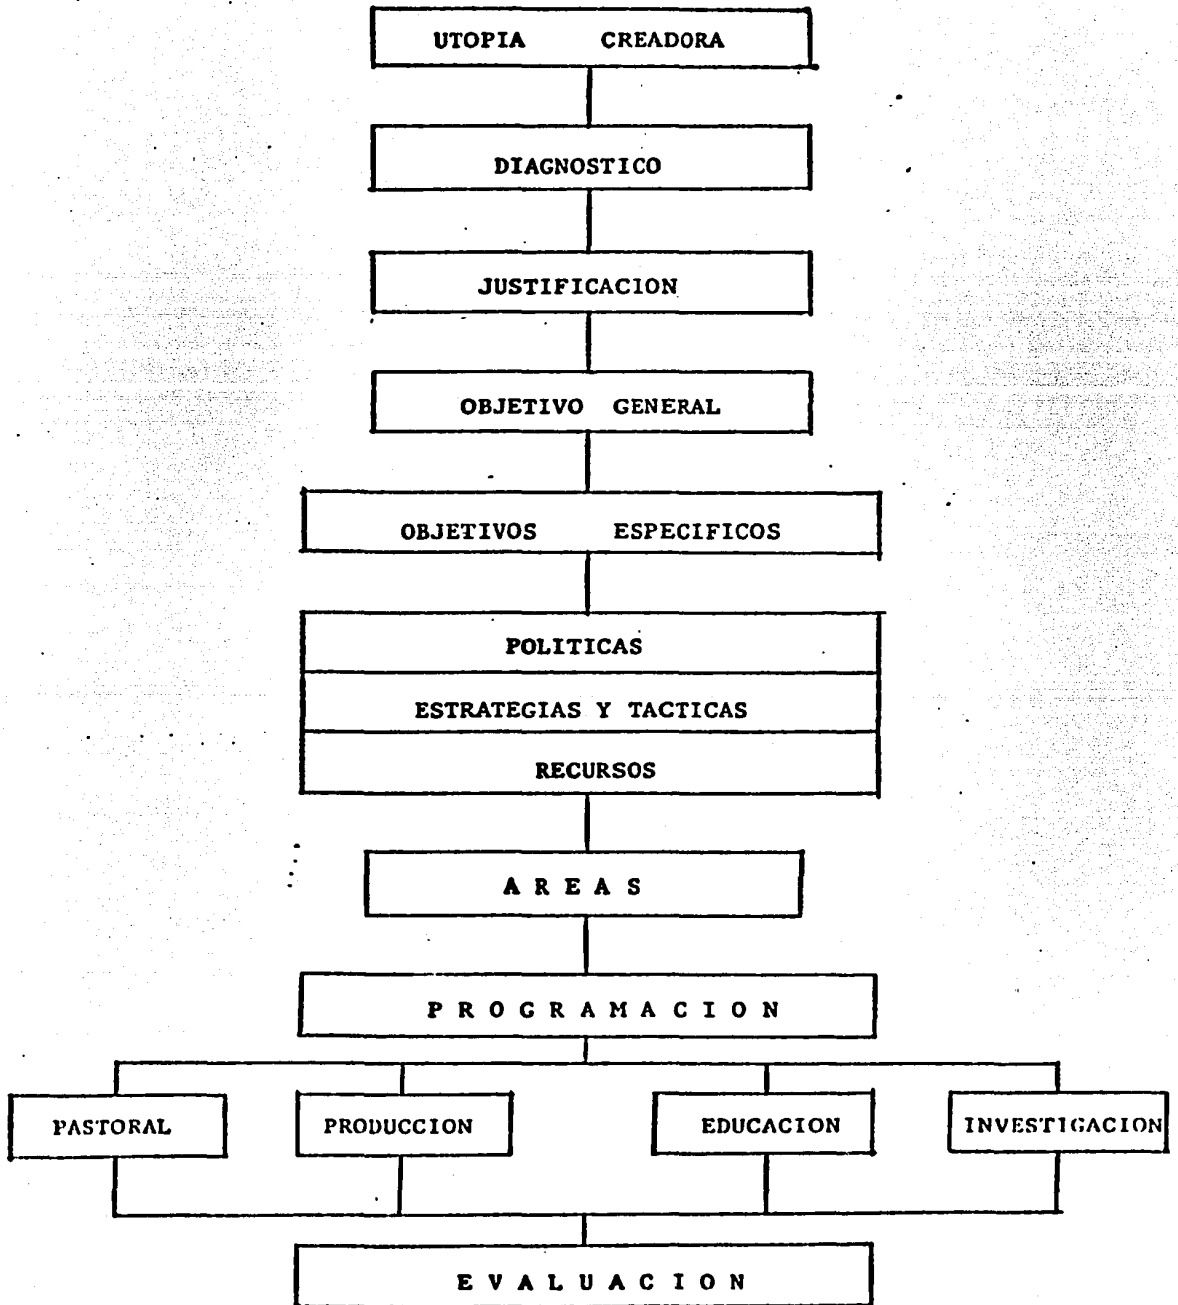 UTOPIA CREADORA
DIAGNOSTICO
JUSTIFICACION
OBJETIVO GENERAL
OBJETIVOS ESPECIFICOS
POLITICAS
ESTRATEGIAS Y TACTICAS
RECURSOS
A R E A S
P R O G R A M A C I O N
PASTORAL PRODUCCION EDUCACION INVESTIGACION
E V A L U A C I O N